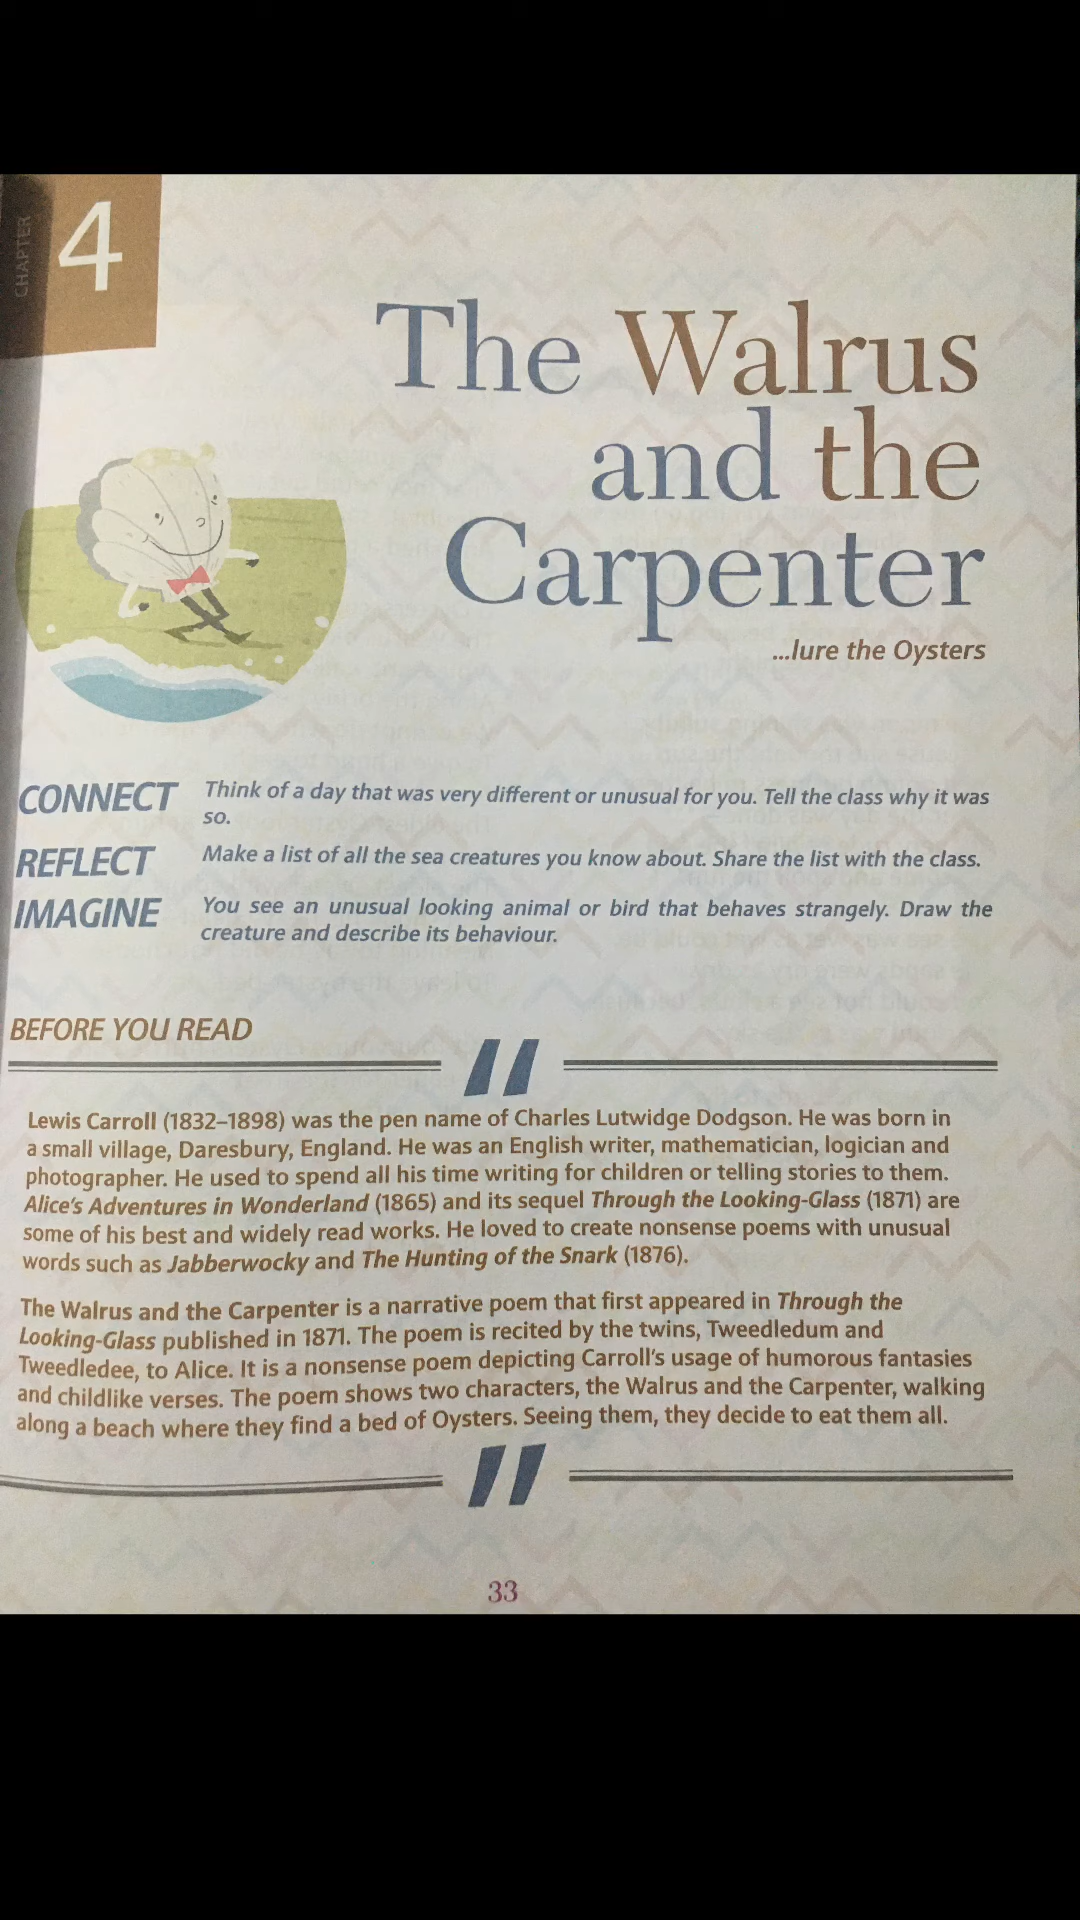 CHAPTER
4
The Walrus
and the
Carpenter
...lure the Oysters
CONNECT Think of a day that was very different or unusual for you. Tell the class why it was
so.
REFLECT Make a list of all the sea creatures you know about. Share the list with the class.
IMAGINE You see an unusual looking animal or bird that behaves strangely. Draw the
creature and describe its behaviour.
BEFORE YOU READ
Lewis Carroll (1832–1898) was the pen name of Charles Lutwidge Dodgson. He was born in
a small village, Daresbury, England. He was an English writer, mathematician, logician and
photographer. He used to spend all his time writing for children or telling stories to them.
Alice's Adventures in Wonderland (1865) and its sequel Through the Looking-Glass (1871) are
some of his best and widely read works. He loved to create nonsense poems with unusual
words such as Jabberwocky and The Hunting of the Snark (1876).
The Walrus and the Carpenter is a narrative poem that first appeared in Through the
Looking-Glass published in 1871. The poem is recited by the twins, Tweedledum and
Tweedledee, to Alice. It is a nonsense poem depicting Carroll's usage of humorous fantasies
and childlike verses. The poem shows two characters, the Walrus and the Carpenter, walking
along a beach where they find a bed of Oysters. Seeing them, they decide to eat them all.
33